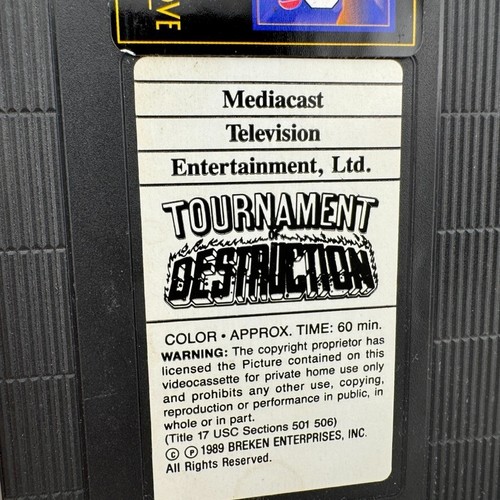 Mediacast
Television
Entertainment, Ltd.
TOURNAMENT
OF
DESTRUCTION
COLOR • APPROX. TIME: 60 min.
WARNING: The copyright proprietor has
licensed the Picture contained on this
videocassette for private home use only
and prohibits any other use, copying,
reproduction or performance in public, in
whole or in part.
(Title 17 USC Sections 501 506)
© ℗ 1989 BREKEN ENTERPRISES, INC.
All Rights Reserved.